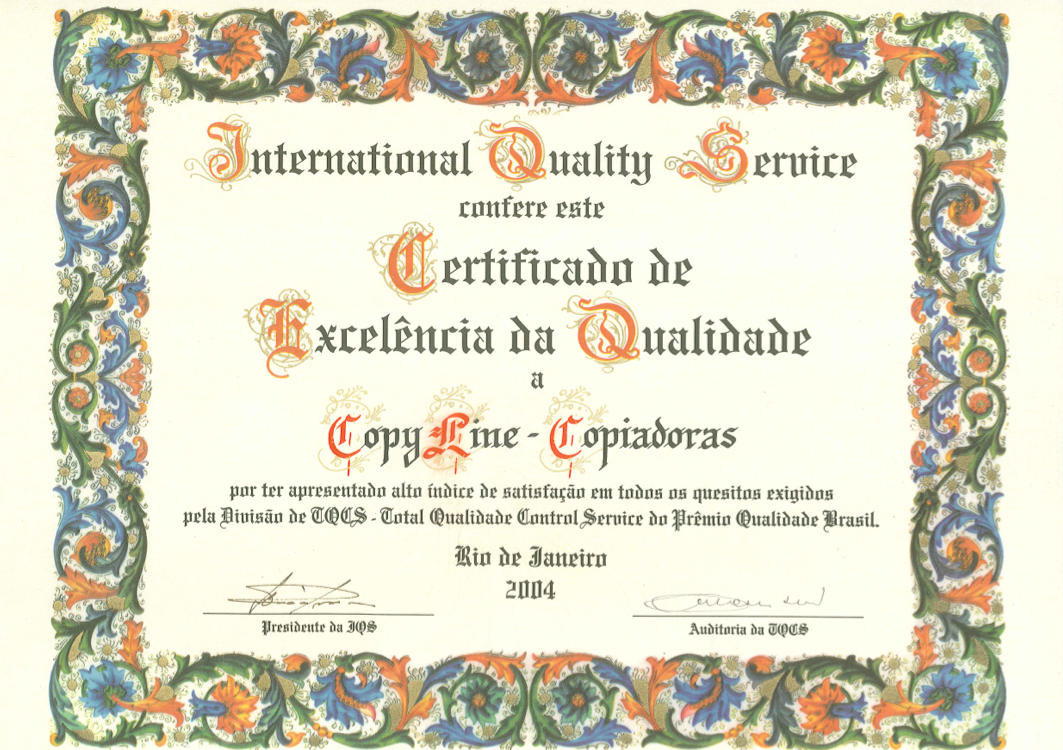 International Quality Service
confere este
Certificado de
Excelência da Qualidade
a
Copy Line - Copiadoras
por ter apresentado alto índice de satisfação em todos os quesitos exigidos
pela Divisão de TQCS - Total Qualidade Control Service do Prêmio Qualidade Brasil.
Rio de Janeiro
2004
Presidente da IQS
Auditoria da TQCS